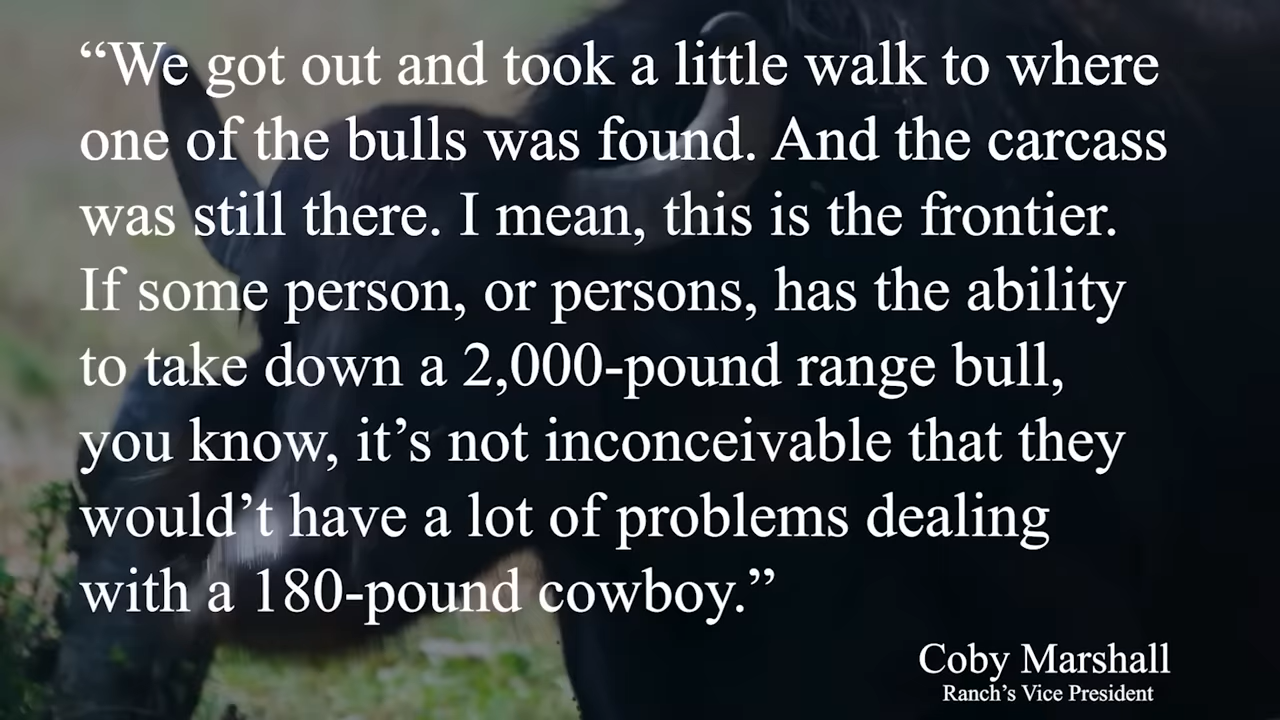 “We got out and took a little walk to where
one of the bulls was found. And the carcass
was still there. I mean, this is the frontier.
If some person, or persons, has the ability
to take down a 2,000-pound range bull,
you know, it’s not inconceivable that they
would’t have a lot of problems dealing
with a 180-pound cowboy.”
Coby Marshall
Ranch’s Vice President